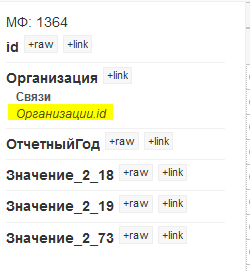 МФ: 1364
id +raw +link
Организация +link
Связи
Организации.id
ОтчетныйГод +raw +link
Значение_2_18 +raw +link
Значение_2_19 +raw +link
Значение_2_73 +raw +link